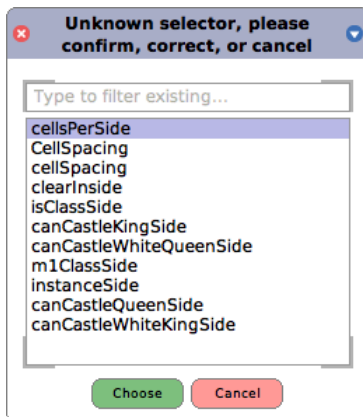 Unknown selector, please
confirm, correct, or cancel
Type to filter existing...
cellsPerSide
CellSpacing
cellSpacing
clearInside
isClassSide
canCastleKingSide
canCastleWhiteQueenSide
m1ClassSide
instanceSide
canCastleQueenSide
canCastleWhiteKingSide
Choose
Cancel